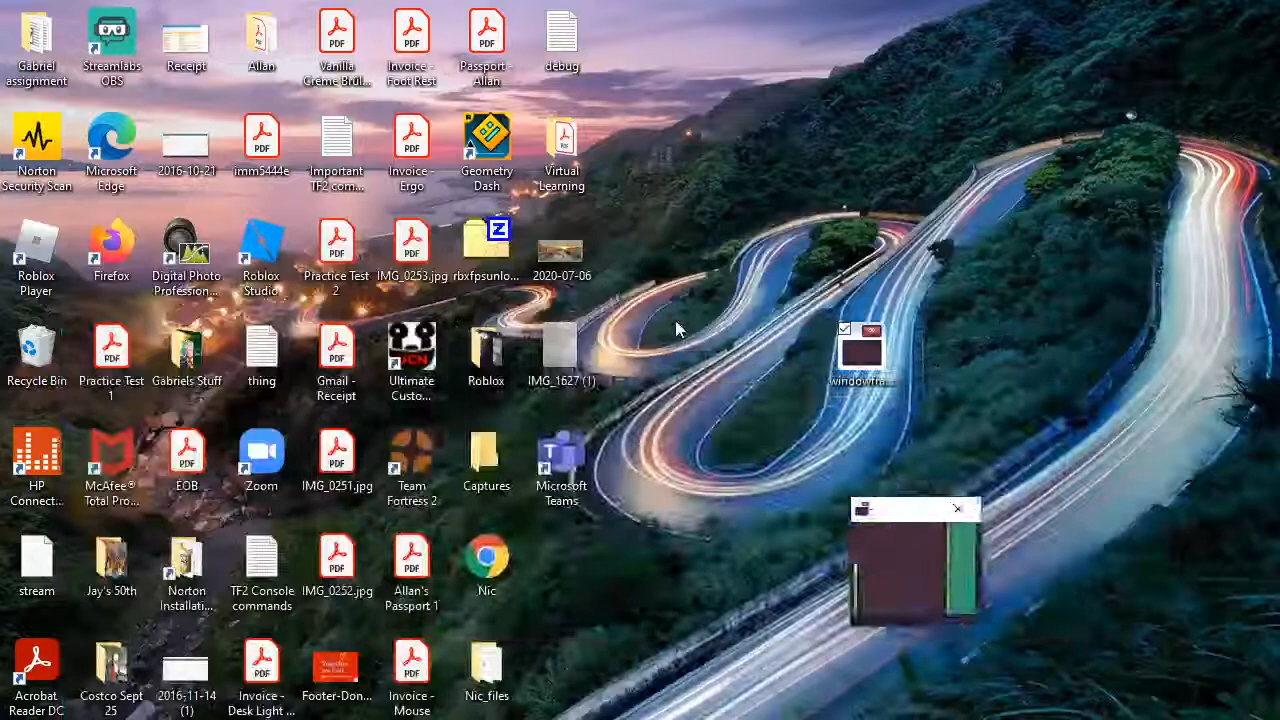 Gabriel assignment
Streamlabs OBS
Receipt
Allan
Vanilla Crème Brûl...
Invoice - Foot Rest
Passport - Allan
debug
Norton Security Scan
Microsoft Edge
2016-10-21
imm5444e
Important TF2 com...
Invoice - Ergo
Geometry Dash
Virtual Learning
Roblox Player
Firefox
Digital Photo Profession...
Roblox Studio
Practice Test 2
IMG_0253.jpg
rbxfpsunlo...
2020-07-06
Recycle Bin
Practice Test 1
Gabriels Stuff
thing
Gmail - Receipt
Ultimate Custo...
Roblox
IMG_1627 (1)
windowfra...
HP Connect...
McAfee® Total Pro...
EOB
Zoom
IMG_0251.jpg
Team Fortress 2
Captures
Microsoft Teams
stream
Jay's 50th
Norton Installati...
TF2 Console commands
IMG_0252.jpg
Allan's Passport 1
Nic
Acrobat Reader DC
Costco Sept 25
2016-11-14 (1)
Invoice - Desk Light ...
Footer-Don...
Invoice - Mouse
Nic_files